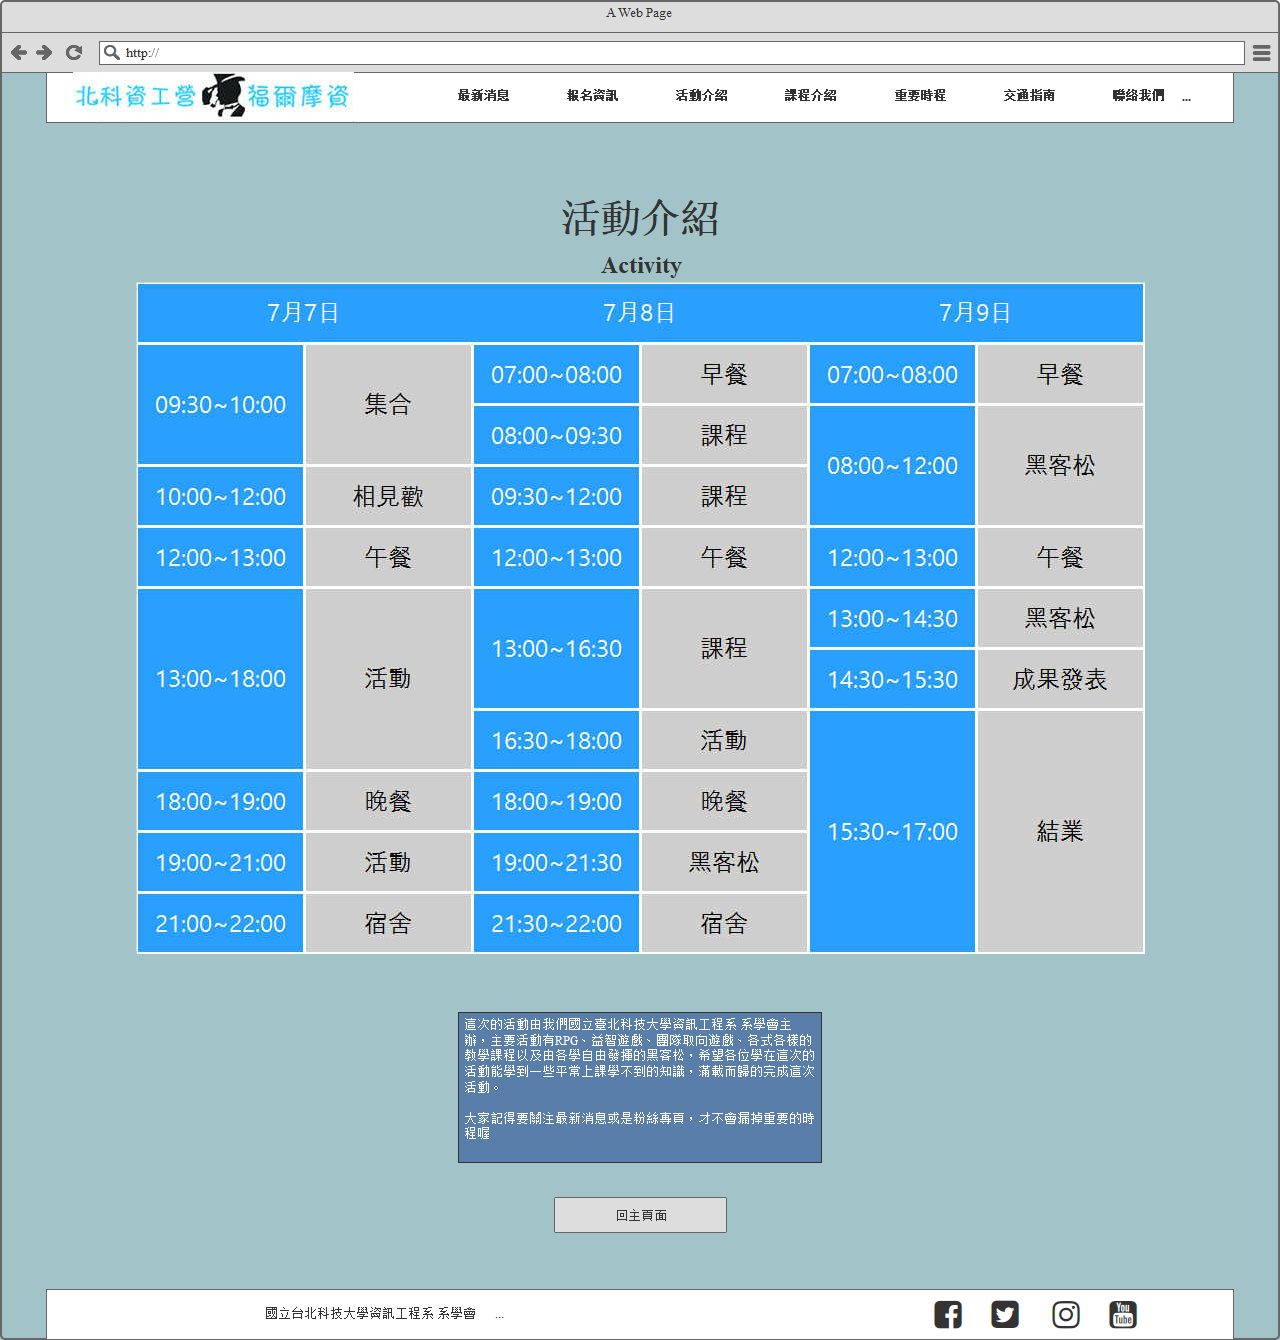 A Web Page
http://
北科資工營 福爾摩資
最新消息 報名資訊 活動介紹 課程介紹 重要時程 交通指南 聯絡我們 ...
活動介紹
Activity
7月7日 7月8日 7月9日
07:00~08:00 早餐 07:00~08:00 早餐
09:30~10:00 集合
08:00~09:30 課程
08:00~12:00 黑客松
10:00~12:00 相見歡 09:30~12:00 課程
12:00~13:00 午餐 12:00~13:00 午餐 12:00~13:00 午餐
13:00~14:30 黑客松
13:00~16:30 課程
13:00~18:00 活動
14:30~15:30 成果發表
16:30~18:00 活動
18:00~19:00 晚餐 18:00~19:00 晚餐
15:30~17:00 結業
19:00~21:00 活動 19:00~21:30 黑客松
21:00~22:00 宿舍 21:30~22:00 宿舍
這次的活動由我們國立臺北科技大學資訊工程系 系學會主
辦，主要活動有RPG、益智遊戲、團隊取向遊戲、各式各樣的
教學課程以及由各學自由發揮的黑客松，希望各位學在這次的
活動能學到一些平常上課學不到的知識，滿載而歸的完成這次
活動。
大家記得要關注最新消息或是粉絲專頁，才不會漏掉重要的時
程喔
回主頁面
國立台北科技大學資訊工程系 系學會 ...
You
Tube